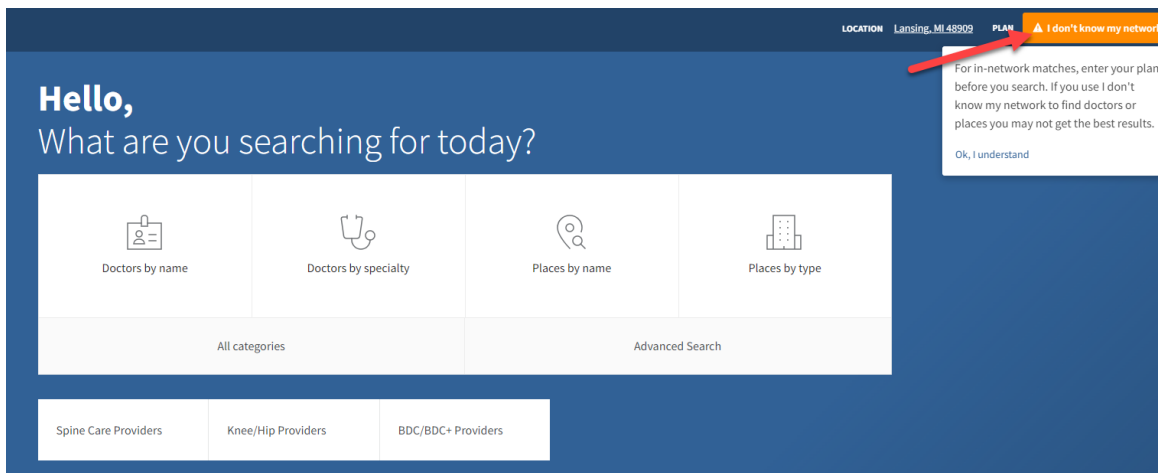 LOCATION Lansing, MI 48909 PLAN I don't know my network
For in-network matches, enter your plan
before you search. If you use I don't
know my network to find doctors or
places you may not get the best results.
Ok, I understand
Hello,
What are you searching for today?
Doctors by name Doctors by specialty Places by name Places by type
All categories Advanced Search
Spine Care Providers Knee/Hip Providers BDC/BDC+ Providers